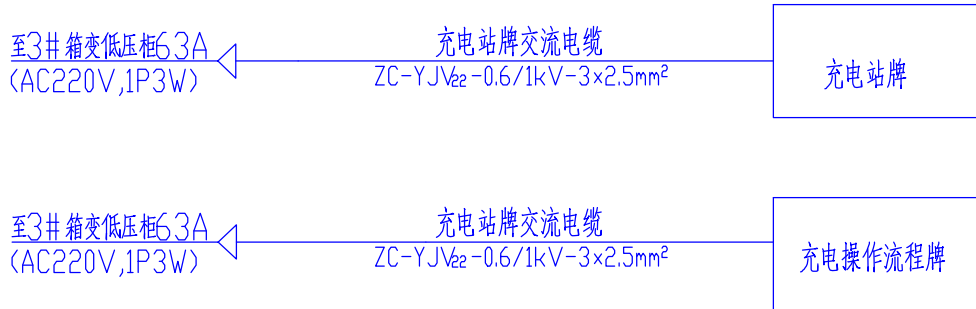 至3#箱变低压柜63A
(AC220V,1P3W)
充电站牌交流电缆
ZC-YJV22-0.6/1kV-3×2.5mm²
充电站牌
至3#箱变低压柜63A
(AC220V,1P3W)
充电站牌交流电缆
ZC-YJV22-0.6/1kV-3×2.5mm²
充电操作流程牌